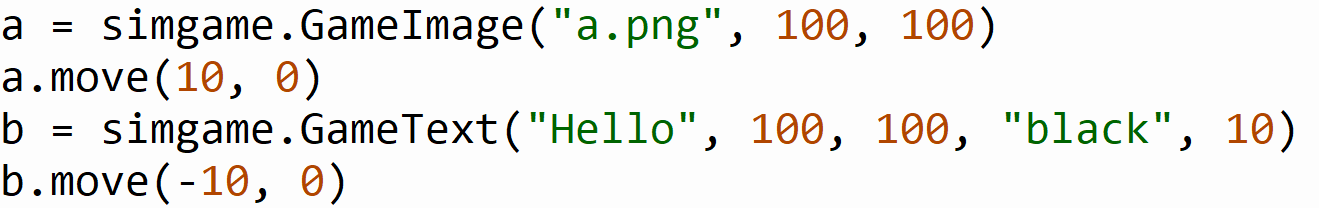 a = simgame.GameImage("a.png", 100, 100)
a.move(10, 0)
b = simgame.GameText("Hello", 100, 100, "black", 10)
b.move(-10, 0)